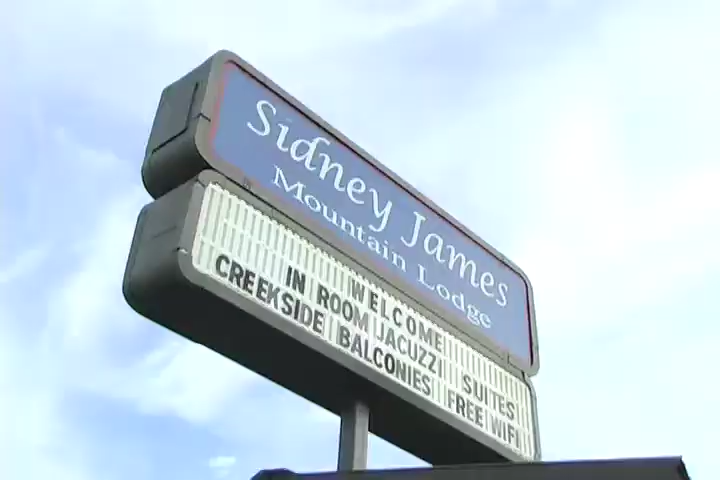 Sidney James
Mountain Lodge
WELCOME
IN ROOM JACUZZI SUITES
CREEKSIDE BALCONIES FREE WIFI